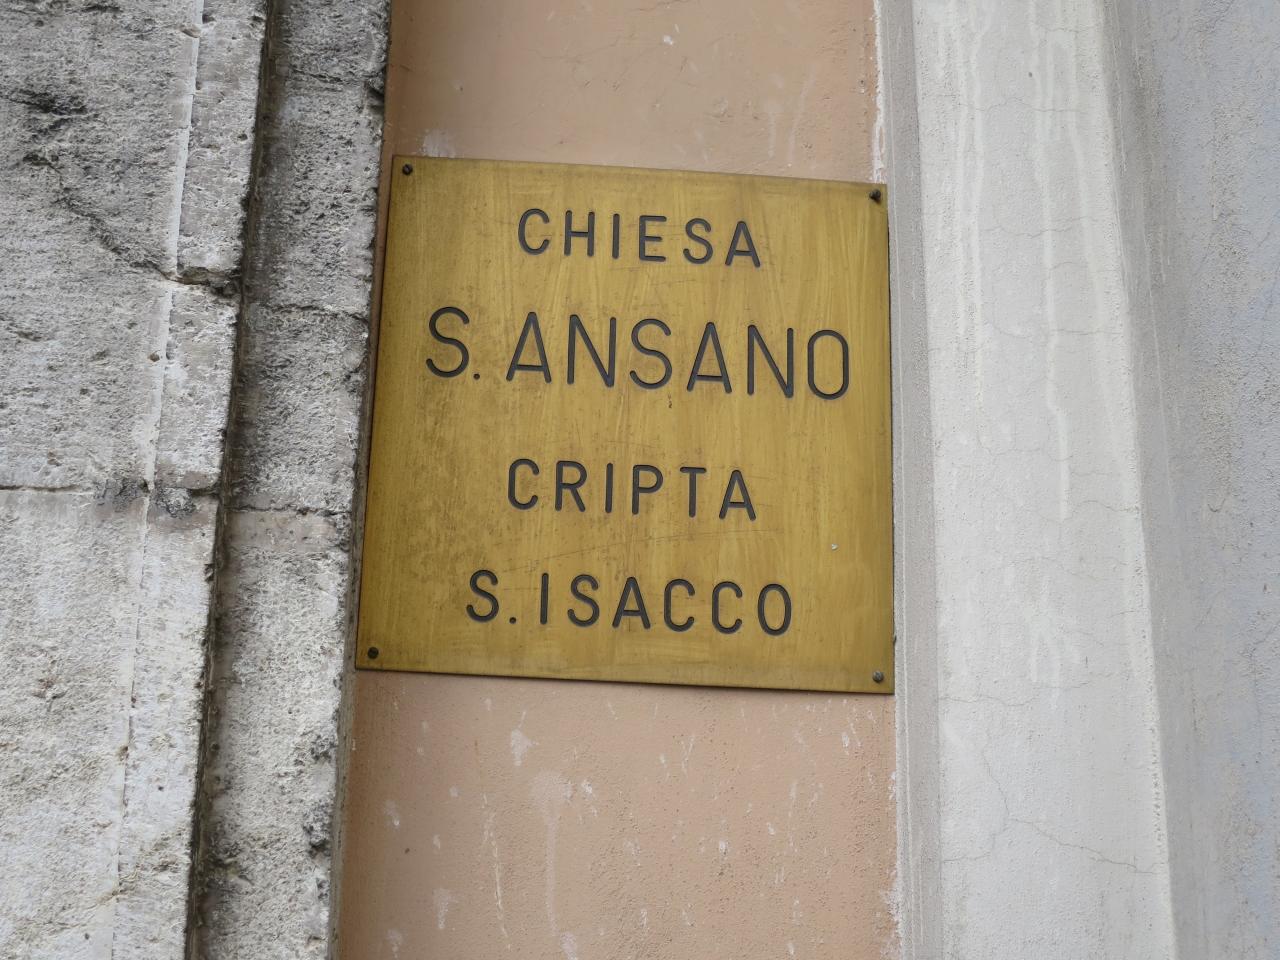 CHIESA
S. ANSANO
CRIPTA
S. ISACCO